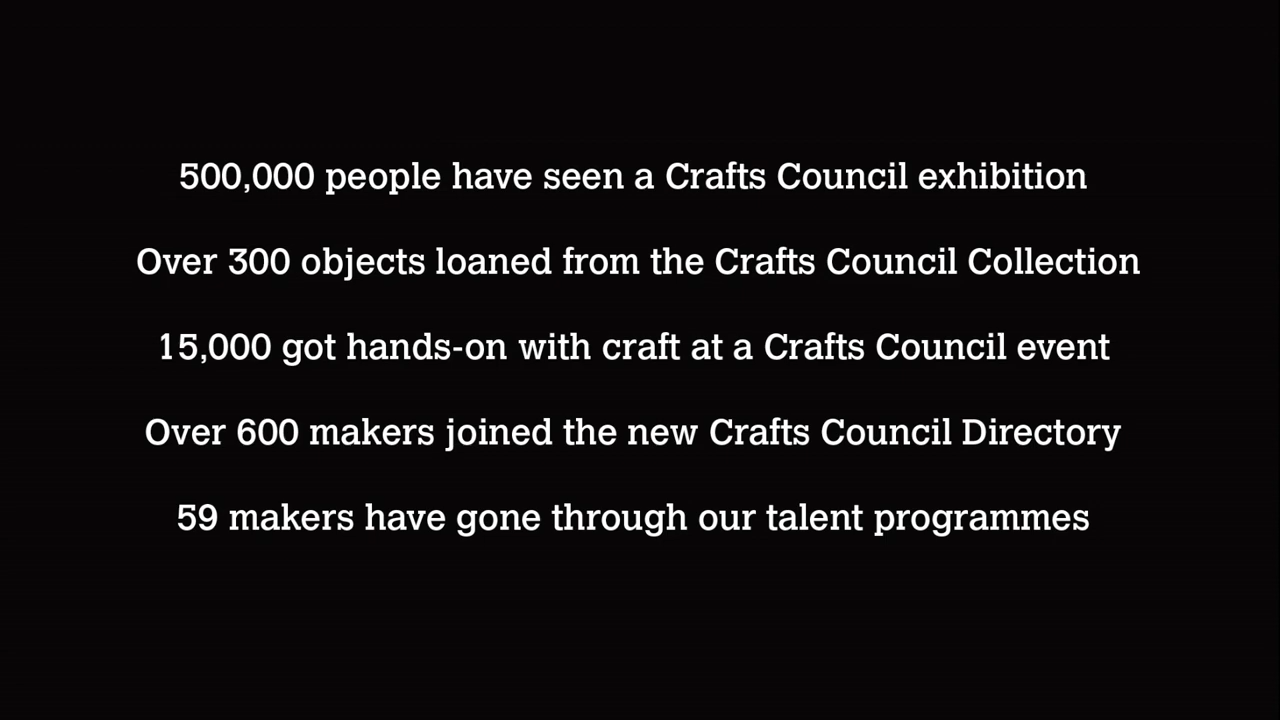 500,000 people have seen a Crafts Council exhibition
Over 300 objects loaned from the Crafts Council Collection
15,000 got hands-on with craft at a Crafts Council event
Over 600 makers joined the new Crafts Council Directory
59 makers have gone through our talent programmes